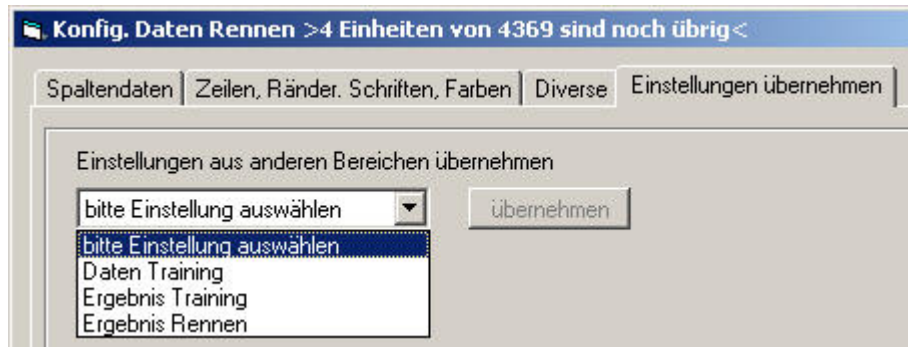 Konfig. Daten Rennen >4 Einheiten von 4369 sind noch übrig<
Spaltendaten Zeilen, Ränder. Schriften, Farben Diverse Einstellungen übernehmen
Einstellungen aus anderen Bereichen übernehmen
bitte Einstellung auswählen übernehmen
bitte Einstellung auswählen
Daten Training
Ergebnis Training
Ergebnis Rennen